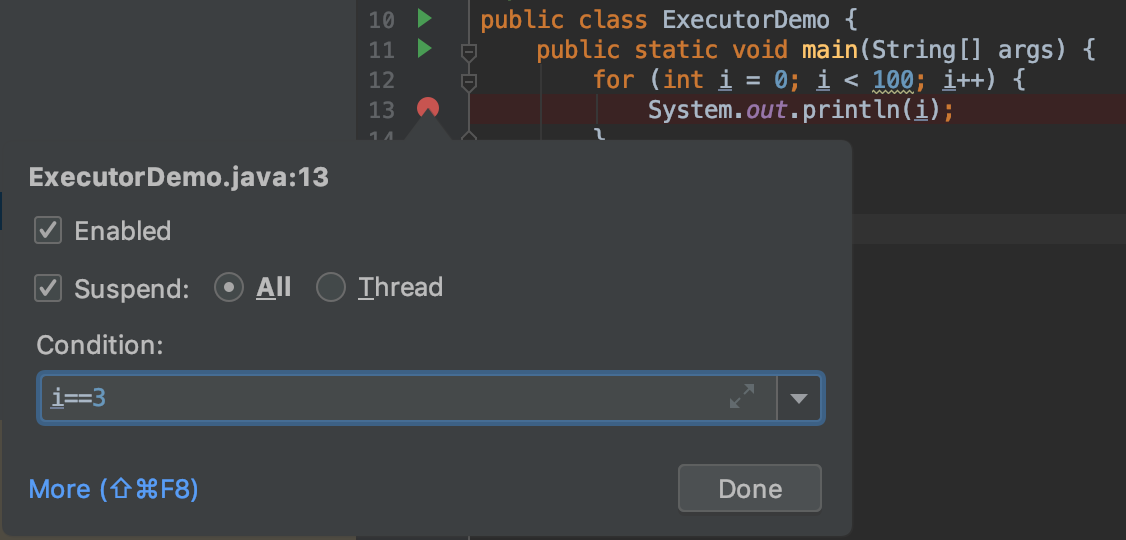 10 public class ExecutorDemo {
11 public static void main(String[] args) {
12 for (int i = 0; i < 100; i++) {
13 System.out.println(i);
14 }
ExecutorDemo.java:13
Enabled
Suspend: All Thread
Condition:
i==3
More (⇧⌘F8)
Done